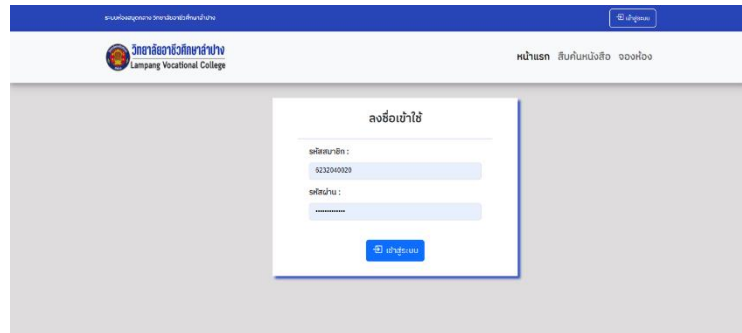 ระบบห้องสมุดกลาง วิทยาลัยอาชีวศึกษาลำปาง
เข้าสู่ระบบ
วิทยาลัยอาชีวศึกษาลำปาง
Lampang Vocational College
หน้าแรก สืบค้นหนังสือ จองห้อง
ลงชื่อเข้าใช้
รหัสสมาชิก :
6232040020
รหัสผ่าน :
•••••••••••••
เข้าสู่ระบบ